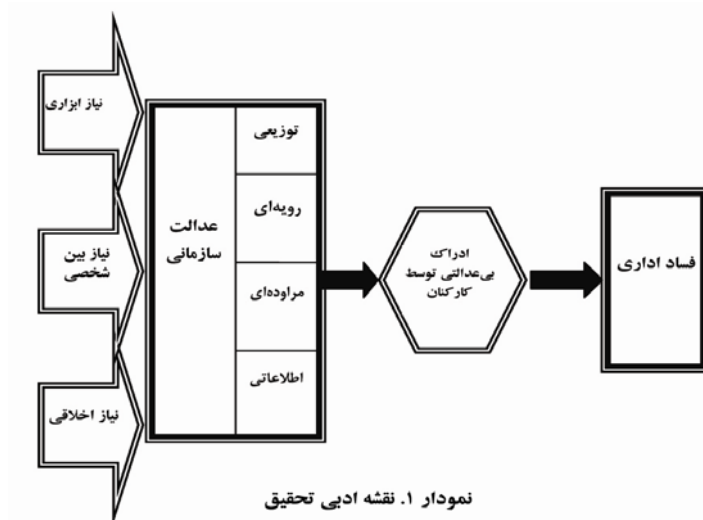 نیاز ابزاری
نیاز بین
شخصی
نیاز اخلاقی
عدالت
سازمانی
توزیعی
رویه‌ای
مراوده‌ای
اطلاعاتی
ادراک
بی‌عدالتی توسط
کارکنان
فساد اداری
نمودار ۱. نقشه ادبی تحقیق